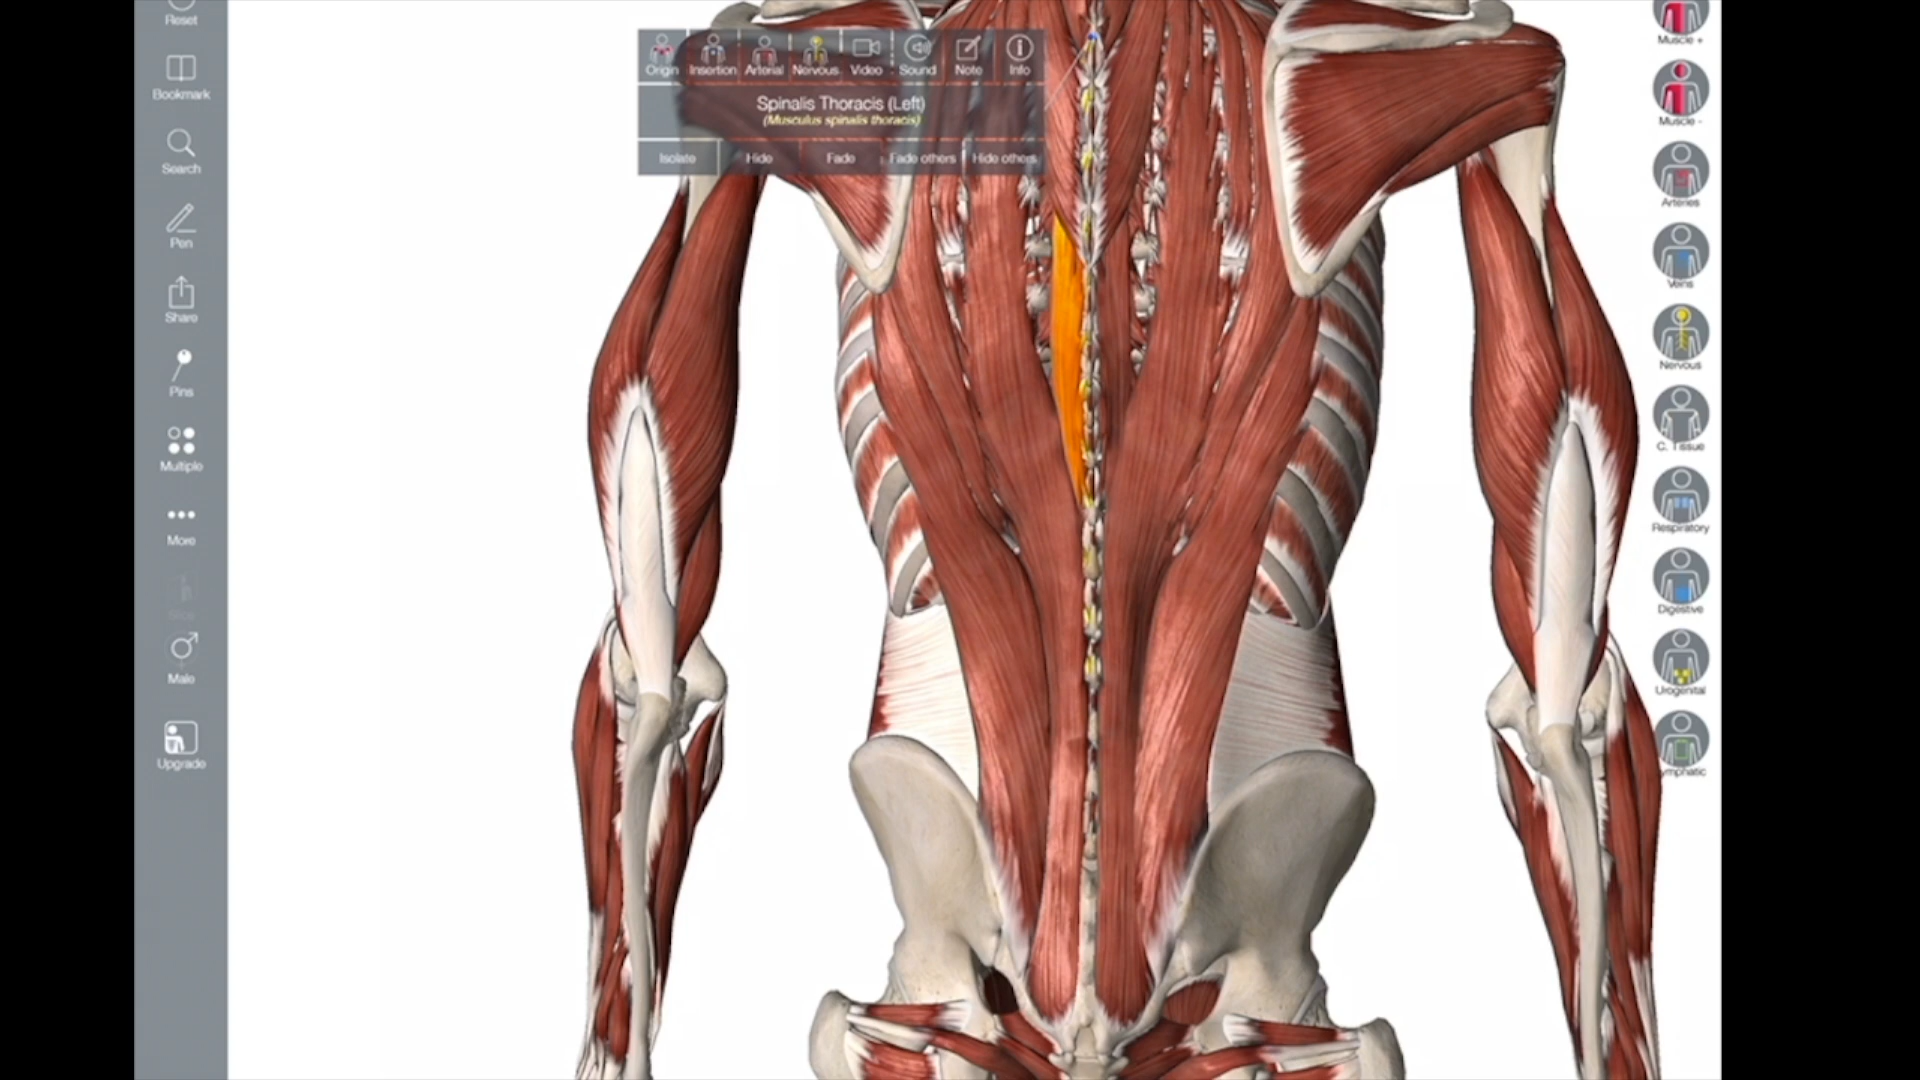 Reset
Bookmark
Search
Pen
Share
Pins
Multiple
More
Male
Upgrade
Origin Insertion Arterial Nervous Video Sound Note Info
Spinalis Thoracis (Left)
(Musculus spinalis thoracis)
Isolate Hide Fade Fade others Hide others
Muscle +
Muscle -
Arteries
Veins
Nervous
C. Tissue
Respiratory
Digestive
Urogenital
ymphatic